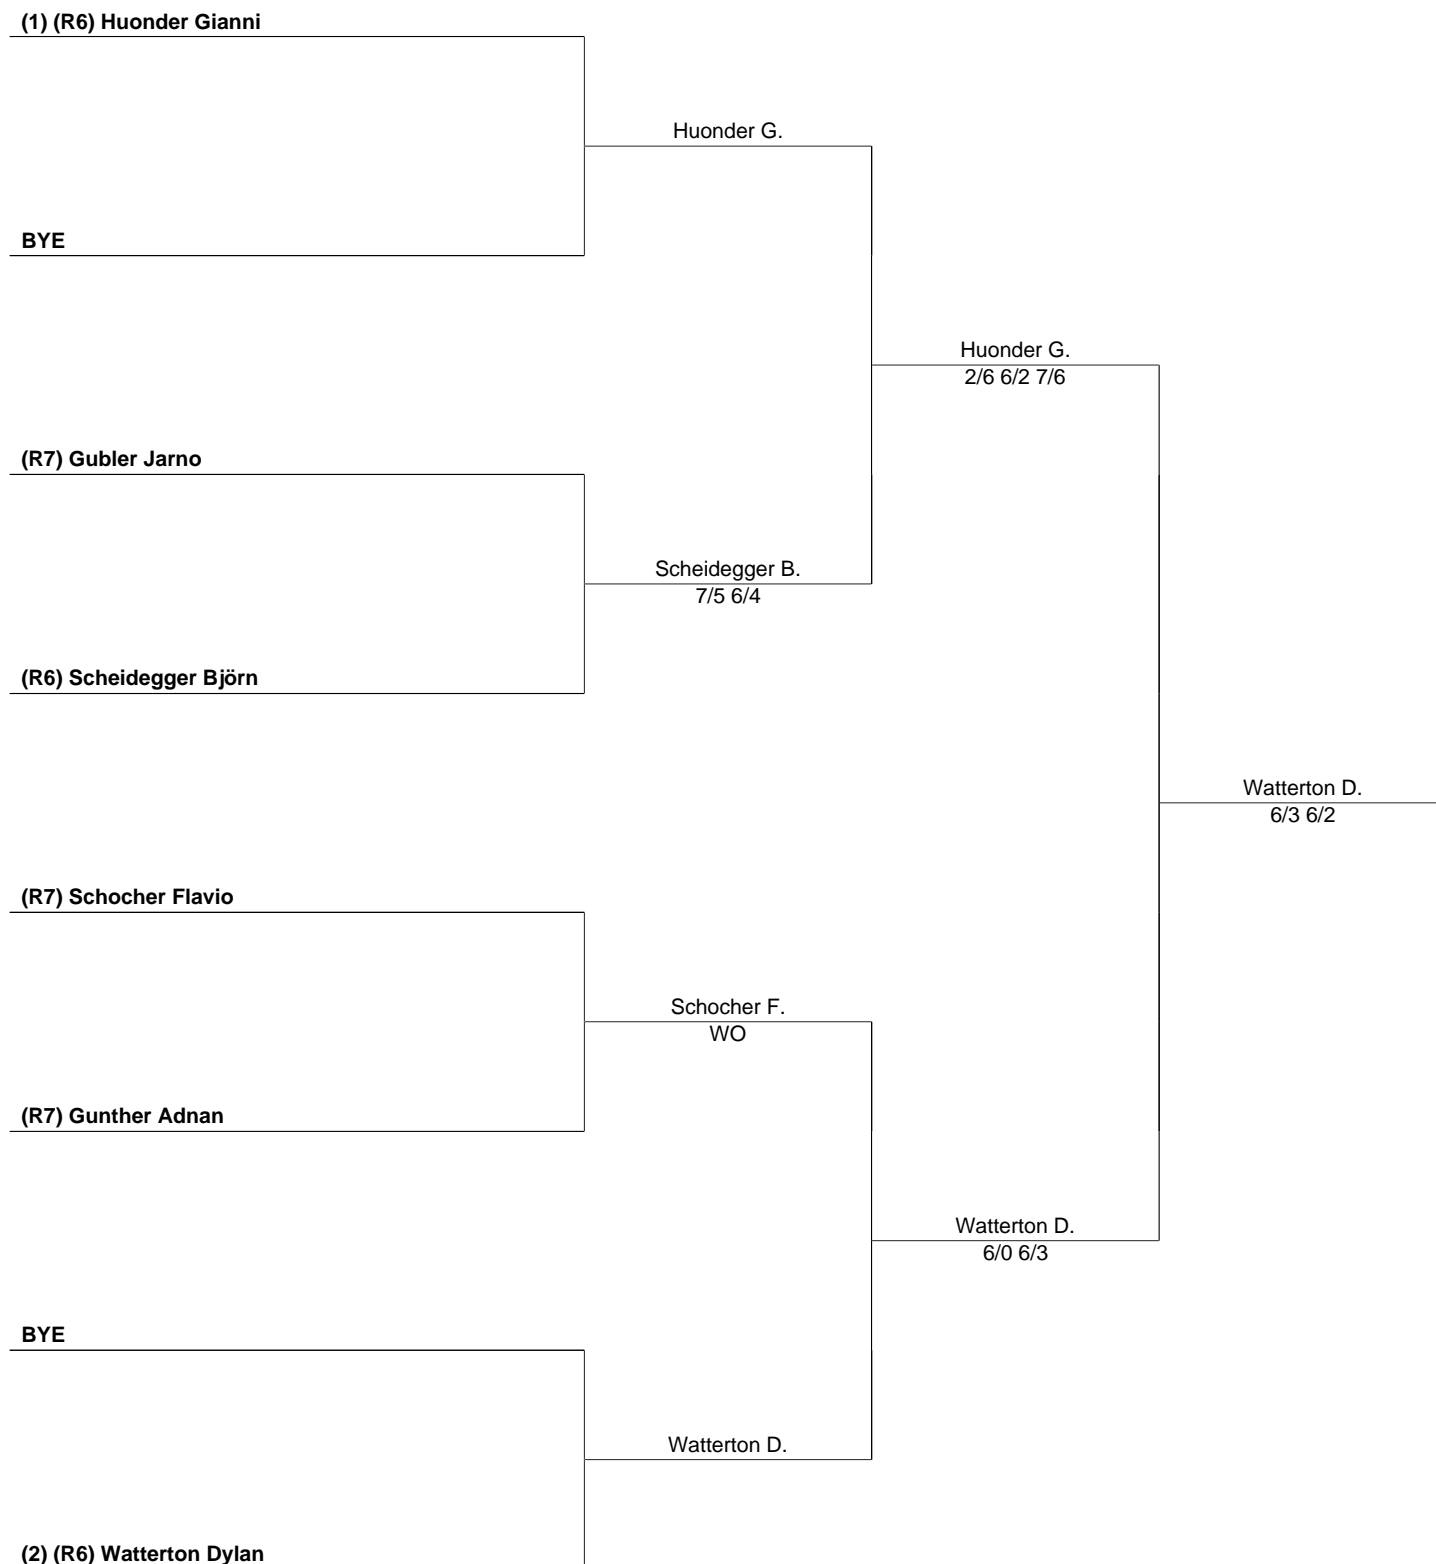 (1) (R6) Huonder Gianni
Huonder G.
BYE
Huonder G.
2/6 6/2 7/6
(R7) Gubler Jarno
Scheidegger B.
7/5 6/4
(R6) Scheidegger Björn
Watterton D.
6/3 6/2
(R7) Schocher Flavio
Schocher F.
WO
(R7) Gunther Adnan
Watterton D.
6/0 6/3
BYE
Watterton D.
(2) (R6) Watterton Dylan